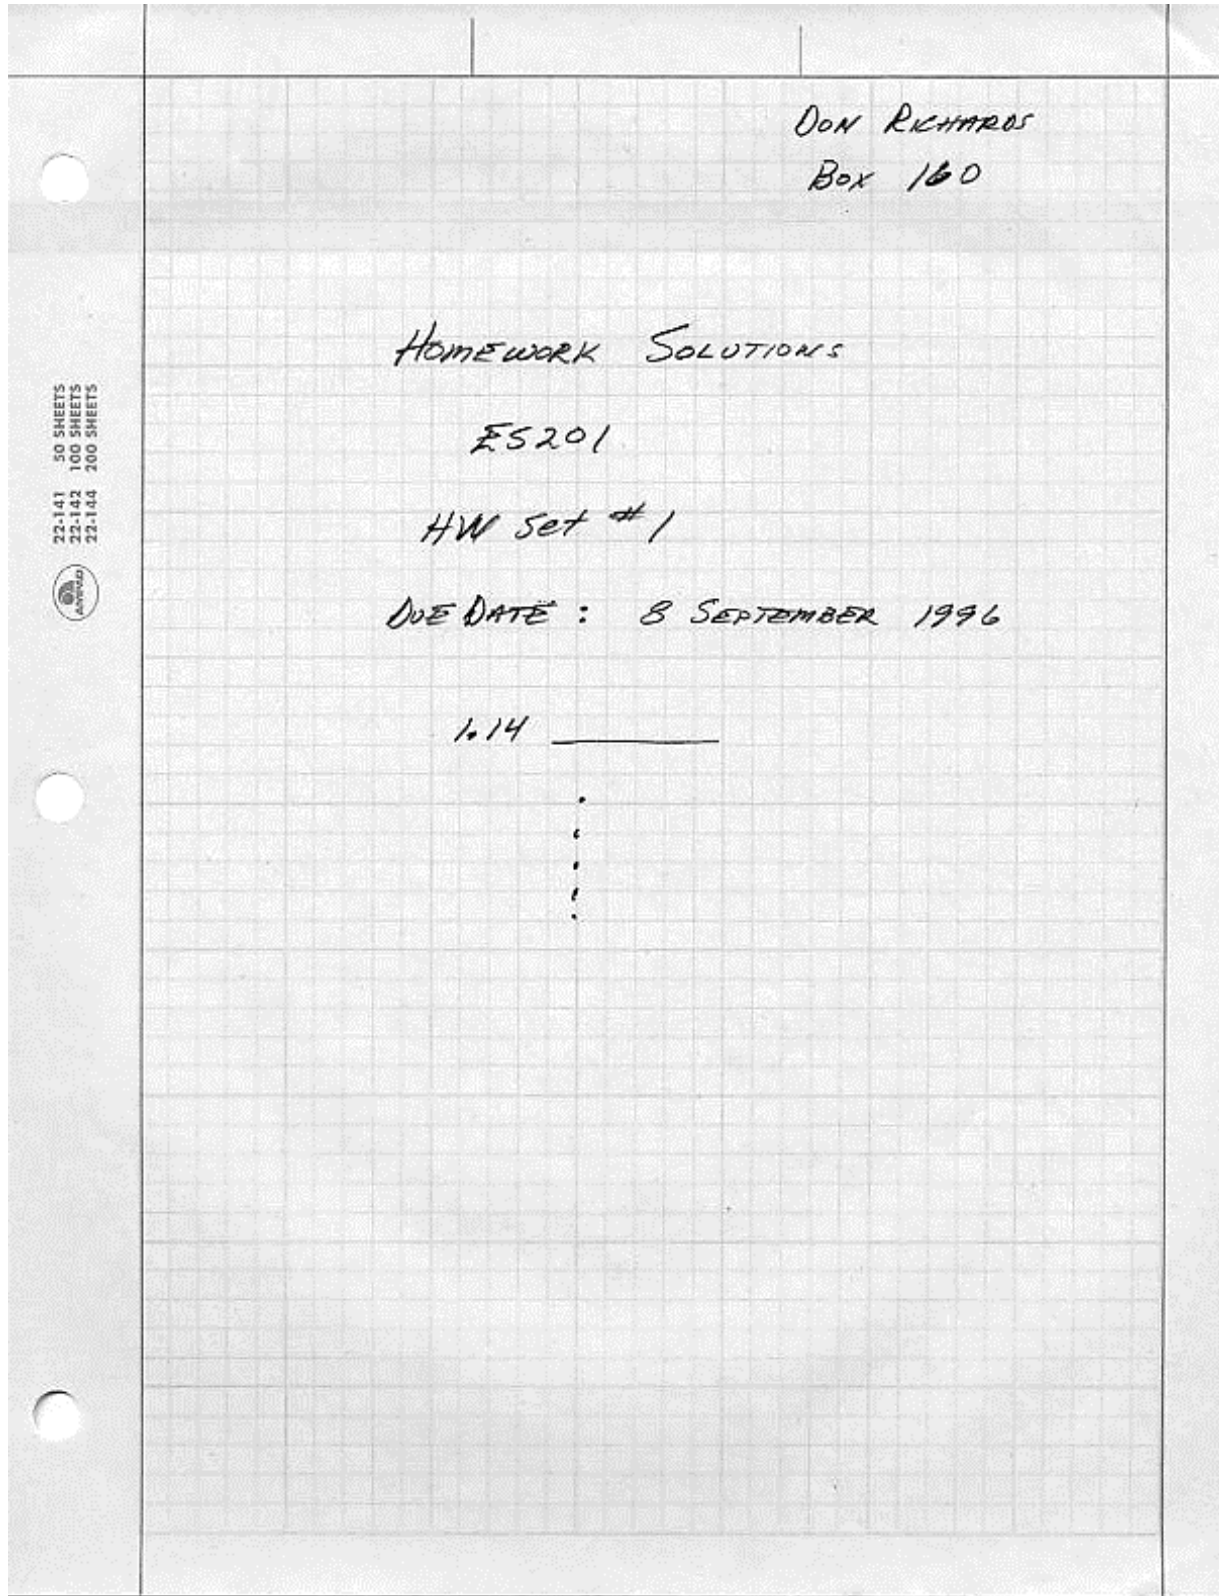 DON RICHARDS
BOX 160
HOMEWORK SOLUTIONS
ES201
HW Set #1
DUE DATE : 8 SEPTEMBER 1996
1.14
22-141 50 SHEETS
22-142 100 SHEETS
22-144 200 SHEETS
AMPAD